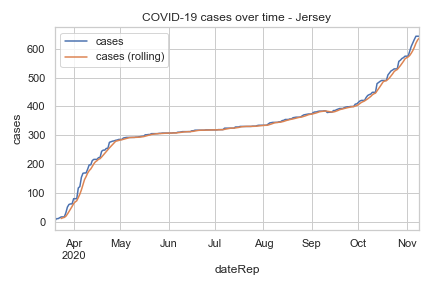 COVID-19 cases over time - Jersey
cases
cases (rolling)
600
500
400
300
200
100
0
cases
Apr May Jun Jul Aug Sep Oct Nov
2020
dateRep